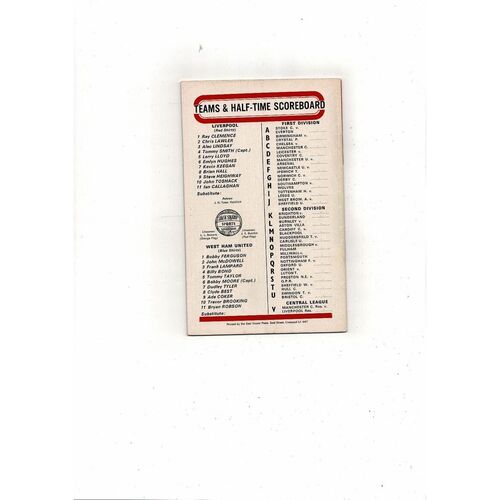 TEAMS & HALF-TIME SCOREBOARD
LIVERPOOL
(Red Shirts)
1 Ray CLEMENCE
2 Chris LAWLER
3 Alec LINDSAY
4 Tommy SMITH (Capt.)
5 Larry LLOYD
6 Emlyn HUGHES
7 Kevin KEEGAN
8 Brian HALL
9 Steve HEIGHWAY
10 John TOSHACK
11 Ian CALLAGHAN
Substitute:
Referee:
WEST HAM UNITED
(Blue Shirts)
1 Bobby FERGUSON
2 John McDOWELL
3 Frank LAMPARD
4 Billy BOND
5 Tommy TAYLOR
6 Bobby MOORE (Capt.)
7 Dudley TYLER
8 Clyde BEST
9 Ade COKER
10 Trevor BROOKING
11 Bryan ROBSON
Substitute:
FIRST DIVISION
A STOKE C. v.
EVERTON
B BIRMINGHAM v.
CRYSTAL P.
C CHELSEA v.
MANCHESTER C.
D LEICESTER v.
COVENTRY C.
E MANCHESTER U v.
ARSENAL
F NEWCASTLE U v.
IPSWICH T.
G NORWICH C. v.
DERBY C.
H SOUTHAMPTON v.
WOLVES
I TOTTENHAM H. v.
LEEDS U.
J WEST BROM. A v.
SHEFFIELD U.
SECOND DIVISION
K BRIGHTON v.
SUNDERLAND
L BURNLEY v.
ASTON VILLA
M CARDIFF C. v.
BLACKPOOL
N HUDDERSFIELD T. v.
CARLISLE U.
O MIDDLESBROUGH v.
FULHAM
P MILLWALL v.
PORTSMOUTH
Q NOTTINGHAM F. v.
OXFORD U.
R ORIENT v.
LUTON T.
S PRESTON N.E. v.
Q.P.R.
T SHEFFIELD W. v.
HULL C.
U SWINDON T. v.
BRISTOL C.
CENTRAL LEAGUE
V MANCHESTER C. Res. v.
LIVERPOOL Res.